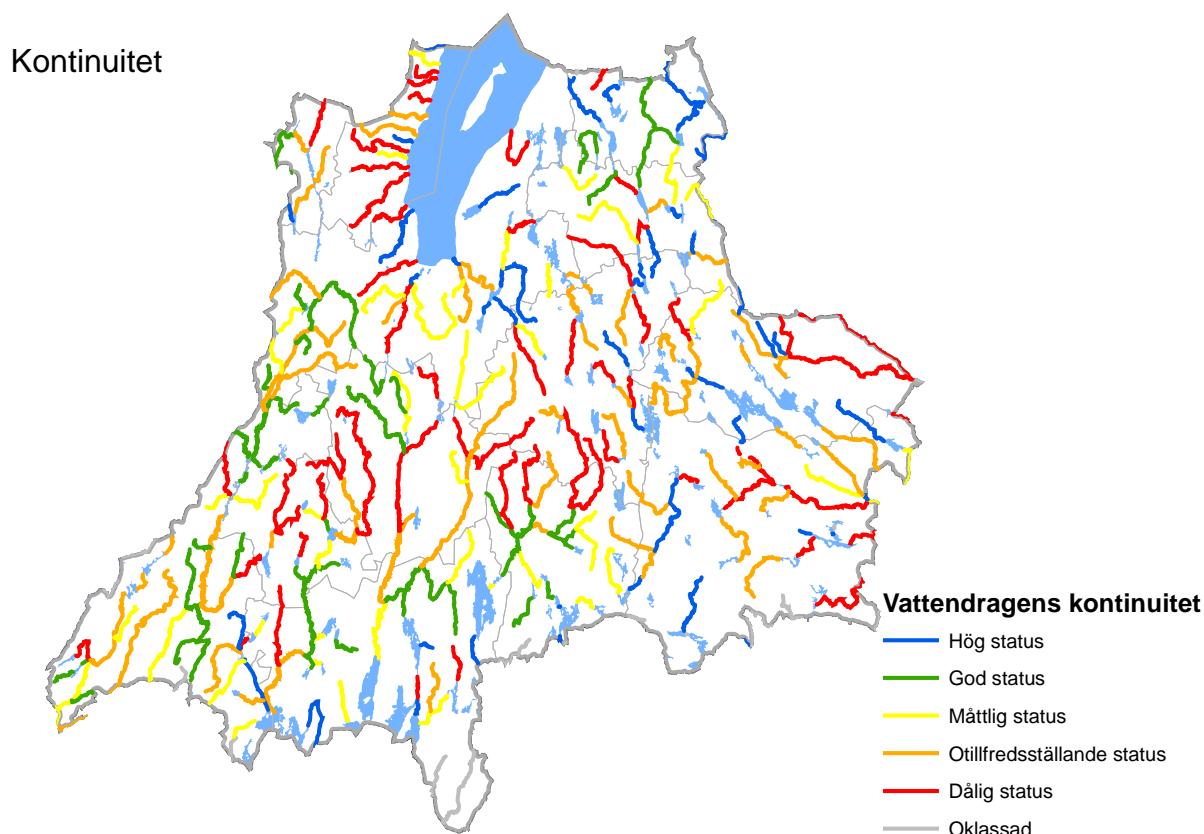 Kontinuitet
Vattendragens kontinuitet
Hög status
God status
Måttlig status
Otillfredsställande status
Dålig status
Oklassad